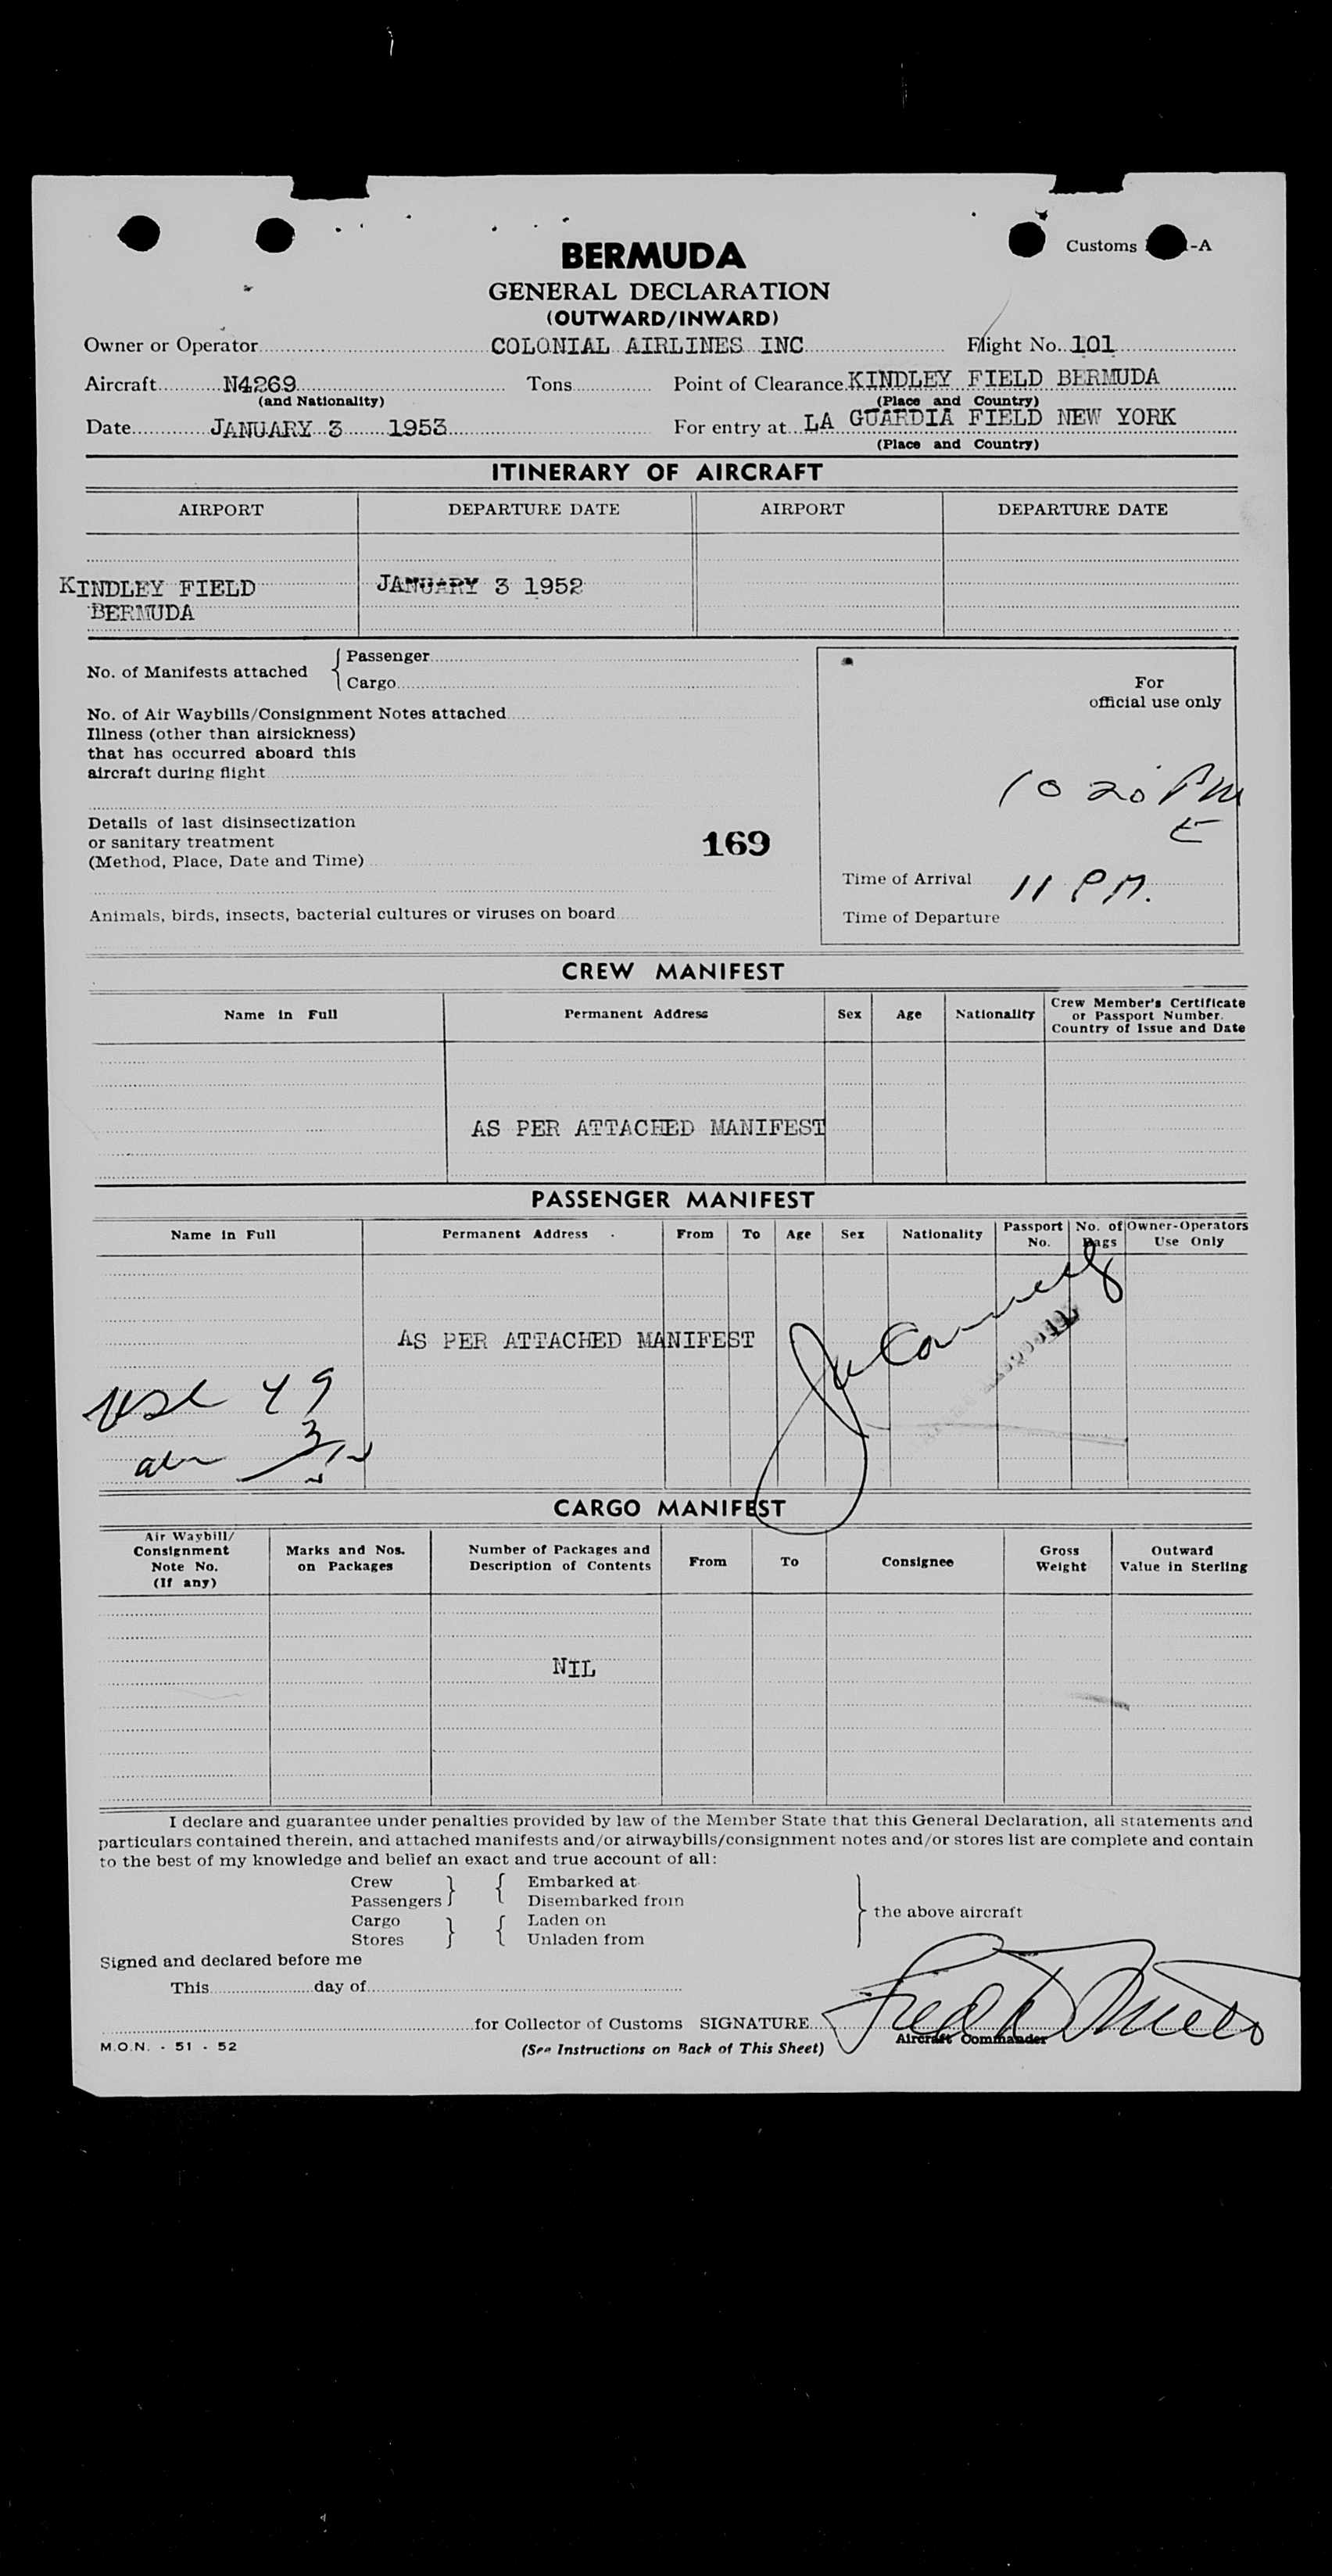 BERMUDA
Customs -A
GENERAL DECLARATION
(OUTWARD/INWARD)
Owner or Operator COLONIAL AIRLINES INC Flight No. 101
Aircraft N4269 Tons Point of Clearance KINDLEY FIELD BERMUDA
(and Nationality) (Place and Country)
Date JANUARY 3 1953 For entry at LA GUARDIA FIELD NEW YORK
(Place and Country)
ITINERARY OF AIRCRAFT
AIRPORT DEPARTURE DATE AIRPORT DEPARTURE DATE
KINDLEY FIELD JANUARY 3 1952
BERMUDA
No. of Manifests attached { Passenger
Cargo
For
official use only
No. of Air Waybills/Consignment Notes attached
Illness (other than airsickness)
that has occurred aboard this
aircraft during flight
10 20 PM
E
Details of last disinsectization
or sanitary treatment
(Method, Place, Date and Time)
169
Time of Arrival 11 P.M.
Animals, birds, insects, bacterial cultures or viruses on board
Time of Departure
CREW MANIFEST
Name in Full Permanent Address Sex Age Nationality Crew Member's Certificate
or Passport Number.
Country of Issue and Date
AS PER ATTACHED MANIFEST
PASSENGER MANIFEST
Name in Full Permanent Address From To Age Sex Nationality Passport No. No. of Bags Owner-Operators Use Only
AS PER ATTACHED MANIFEST
49
3
CARGO MANIFEST
Air Waybill/
Consignment
Note No.
(If any)
Marks and Nos.
on Packages
Number of Packages and
Description of Contents
From To Consignee
Gross
Weight
Outward
Value in Sterling
NIL
I declare and guarantee under penalties provided by law of the Member State that this General Declaration, all statements and
particulars contained therein, and attached manifests and/or airwaybills/consignment notes and/or stores list are complete and contain
to the best of my knowledge and belief an exact and true account of all:
Crew } { Embarked at
Passengers Disembarked from
Cargo } { Laden on
Stores Unladen from
} the above aircraft
Signed and declared before me
This day of
for Collector of Customs SIGNATURE
Aircraft Commander
M.O.N. - 51 - 52
(See Instructions on Back of This Sheet)